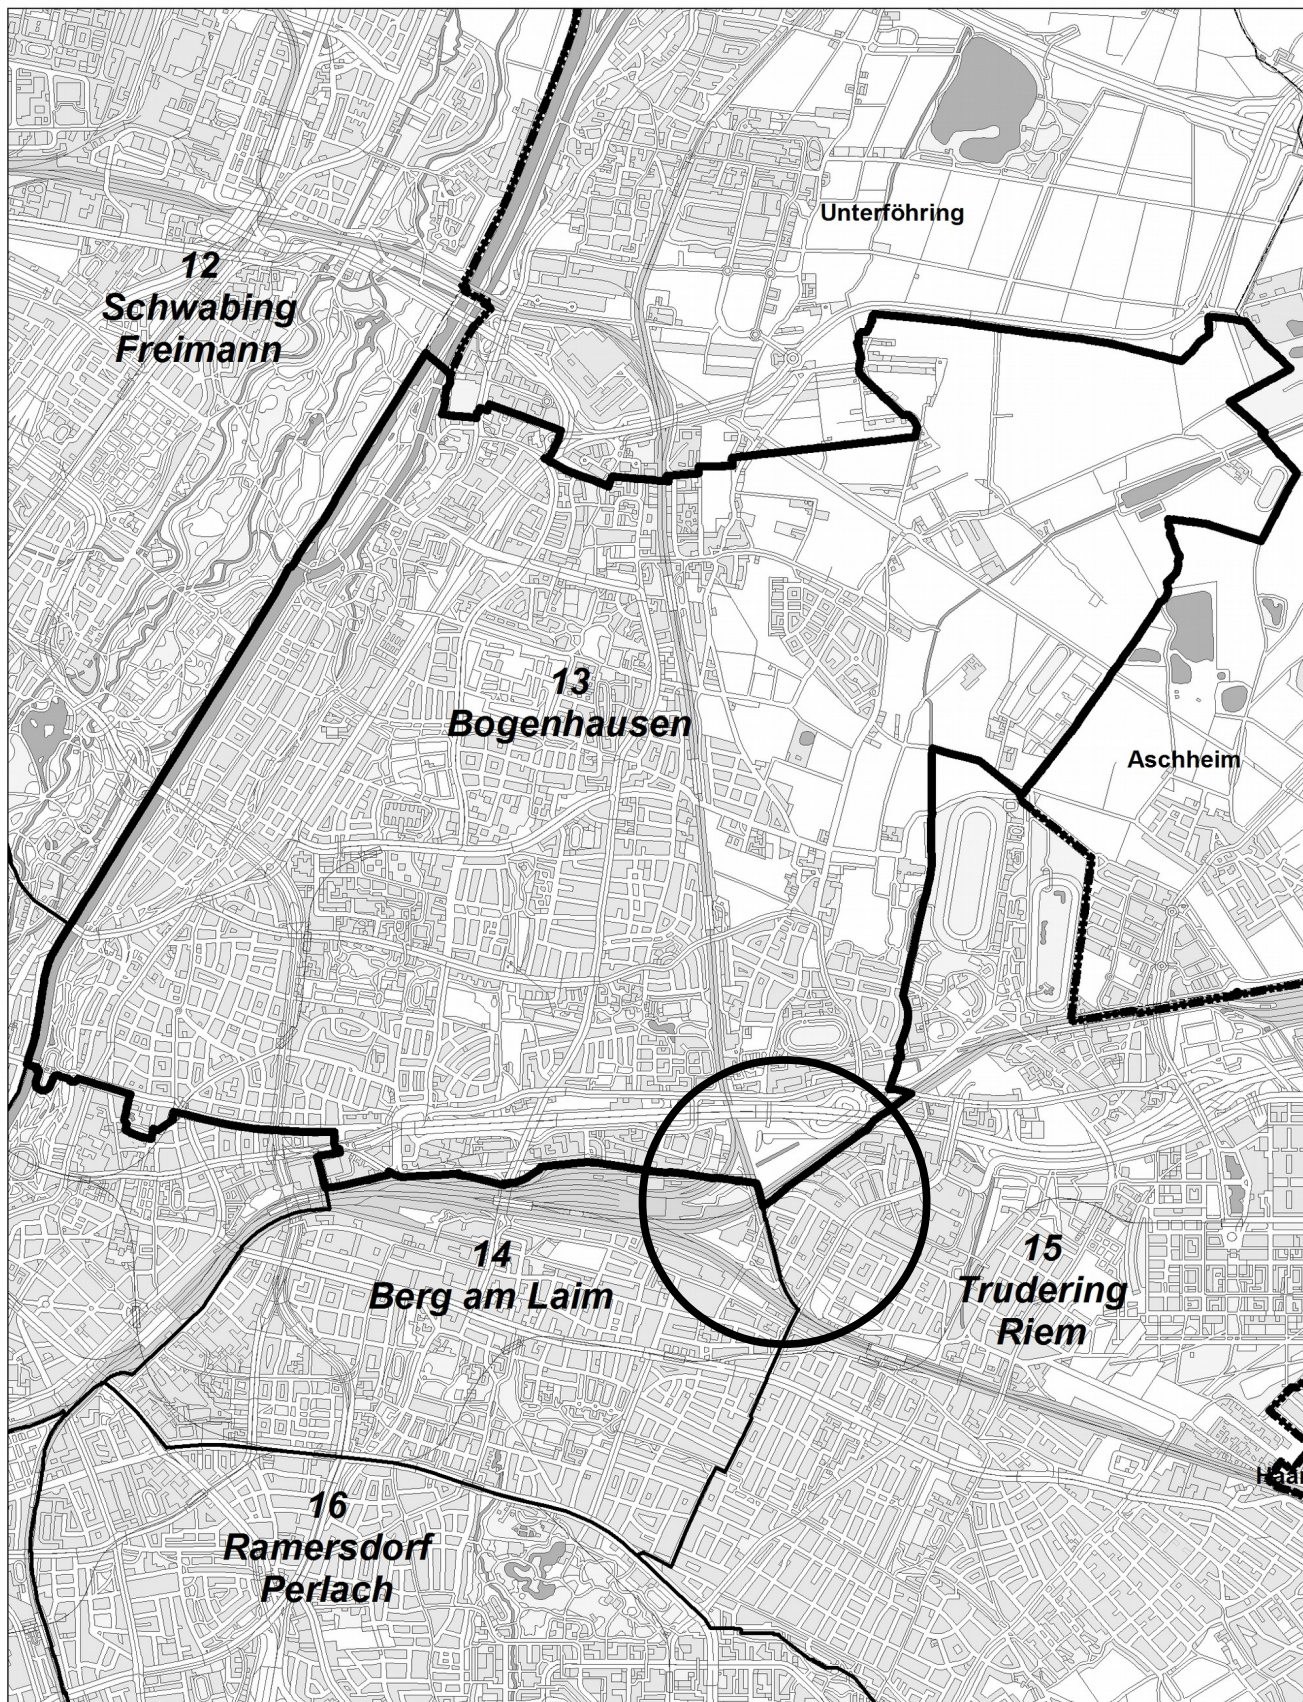 Unterföhring
12
Schwabing
Freimann
13
Bogenhausen
Aschheim
14
Berg am Laim
15
Trudering
Riem
16
Ramersdorf
Perlach